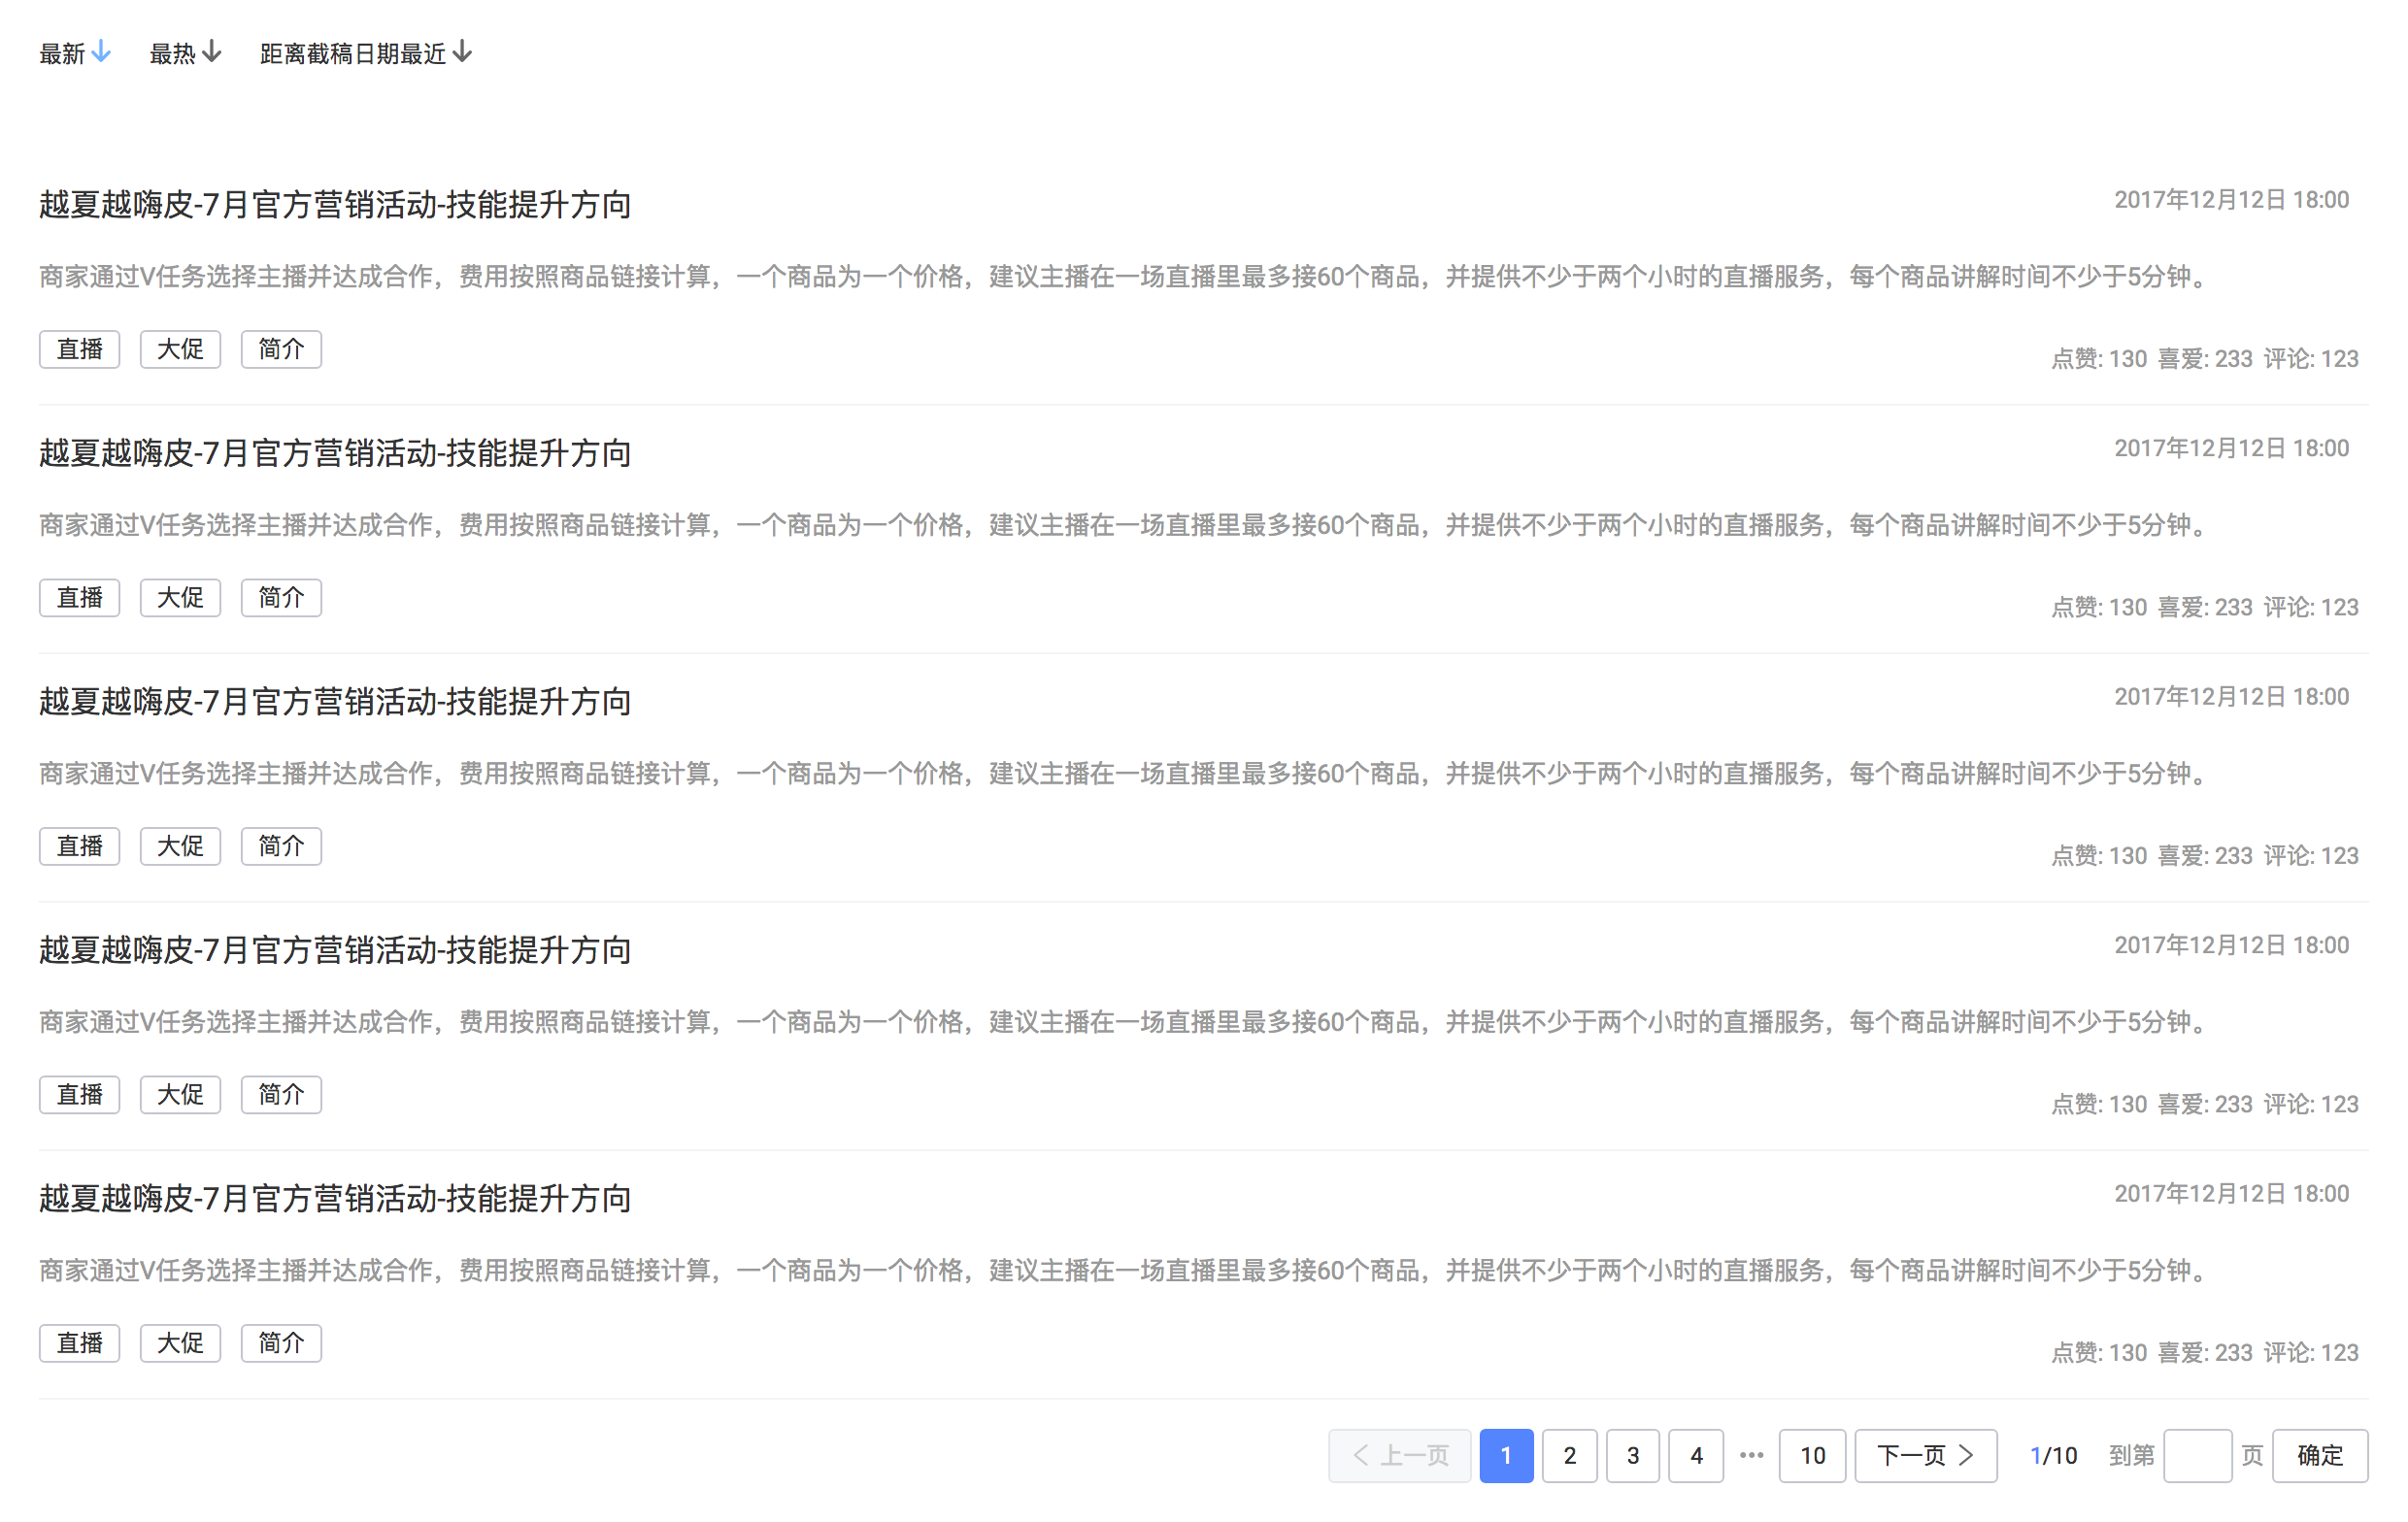 最新 最热 距离截稿日期最近
越夏越嗨皮-7月官方营销活动-技能提升方向 2017年12月12日 18:00
商家通过V任务选择主播并达成合作，费用按照商品链接计算，一个商品为一个价格，建议主播在一场直播里最多接60个商品，并提供不少于两个小时的直播服务，每个商品讲解时间不少于5分钟。
直播 大促 简介 点赞: 130 喜爱: 233 评论: 123
越夏越嗨皮-7月官方营销活动-技能提升方向 2017年12月12日 18:00
商家通过V任务选择主播并达成合作，费用按照商品链接计算，一个商品为一个价格，建议主播在一场直播里最多接60个商品，并提供不少于两个小时的直播服务，每个商品讲解时间不少于5分钟。
直播 大促 简介 点赞: 130 喜爱: 233 评论: 123
越夏越嗨皮-7月官方营销活动-技能提升方向 2017年12月12日 18:00
商家通过V任务选择主播并达成合作，费用按照商品链接计算，一个商品为一个价格，建议主播在一场直播里最多接60个商品，并提供不少于两个小时的直播服务，每个商品讲解时间不少于5分钟。
直播 大促 简介 点赞: 130 喜爱: 233 评论: 123
越夏越嗨皮-7月官方营销活动-技能提升方向 2017年12月12日 18:00
商家通过V任务选择主播并达成合作，费用按照商品链接计算，一个商品为一个价格，建议主播在一场直播里最多接60个商品，并提供不少于两个小时的直播服务，每个商品讲解时间不少于5分钟。
直播 大促 简介 点赞: 130 喜爱: 233 评论: 123
越夏越嗨皮-7月官方营销活动-技能提升方向 2017年12月12日 18:00
商家通过V任务选择主播并达成合作，费用按照商品链接计算，一个商品为一个价格，建议主播在一场直播里最多接60个商品，并提供不少于两个小时的直播服务，每个商品讲解时间不少于5分钟。
直播 大促 简介 点赞: 130 喜爱: 233 评论: 123
上一页 1 2 3 4 ••• 10 下一页 1/10 到第 页 确定